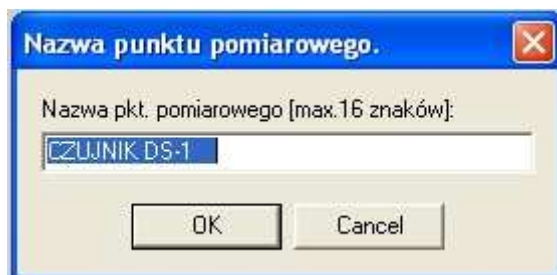 Nazwa punktu pomiarowego.
Nazwa pkt. pomiarowego [max.16 znaków]:
CZUJNIK DS-1
OK Cancel